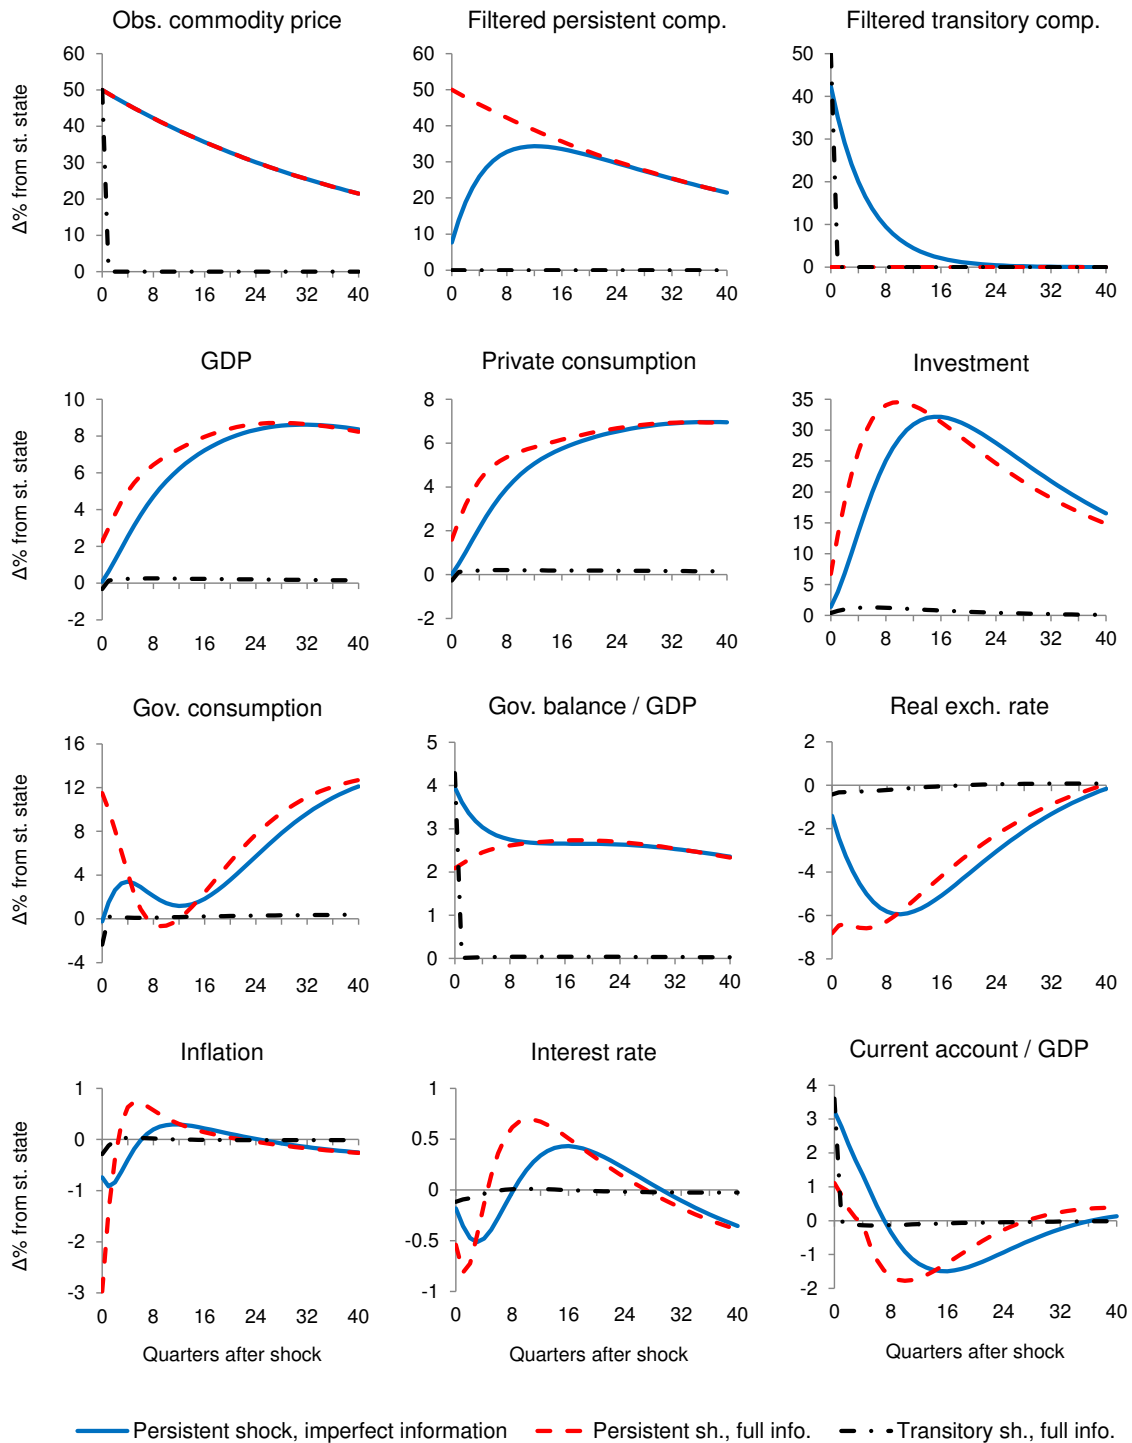 Obs. commodity price Filtered persistent comp. Filtered transitory comp.
Δ% from st. state
60 60 50
50 50 40
40 40 30
30 30 20
20 20 10
10 10 0
0 0
0 8 16 24 32 40 0 8 16 24 32 40 0 8 16 24 32 40
GDP Private consumption Investment
Δ% from st. state
10 8 35
8 6 30
6 4 25
4 2 20
2 0 15
0 -2 10
-2 5
0
0 8 16 24 32 40 0 8 16 24 32 40 0 8 16 24 32 40
Gov. consumption Gov. balance / GDP Real exch. rate
Δ% from st. state
16 5 2
12 4 0
8 3 -2
4 2 -4
0 1 -6
-4 0 -8
0 8 16 24 32 40 0 8 16 24 32 40 0 8 16 24 32 40
Inflation Interest rate Current account / GDP
Δ% from st. state
1 1 4
0 0.5 3
-1 0 2
-2 -0.5 1
-3 -1 0
-1
-2
0 8 16 24 32 40 0 8 16 24 32 40 0 8 16 24 32 40
Quarters after shock Quarters after shock Quarters after shock
Persistent shock, imperfect information Persistent sh., full info. Transitory sh., full info.